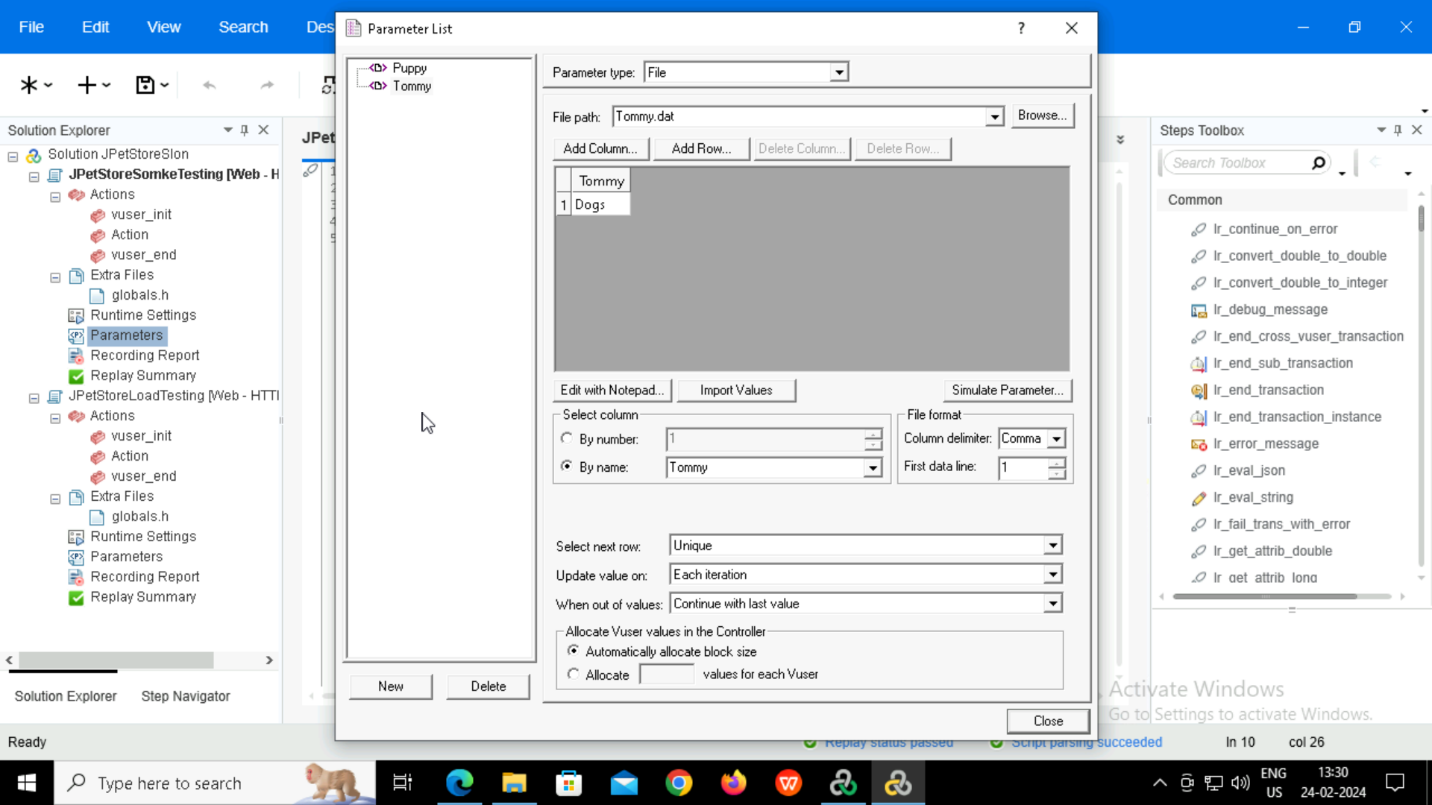 File Edit View Search Des
Parameter List
?
Solution Explorer
Solution JPetStoreSlon
JPetStoreSomkeTesting [Web - H
Actions
vuser_init
Action
vuser_end
Extra Files
globals.h
Runtime Settings
Parameters
Recording Report
Replay Summary
JPetStoreLoadTesting [Web - HTTI
Actions
vuser_init
Action
vuser_end
Extra Files
globals.h
Runtime Settings
Parameters
Recording Report
Replay Summary
Solution Explorer Step Navigator
JPet
Puppy
Tommy
New Delete
Parameter type: File
File path: Tommy.dat Browse...
Add Column... Add Row... Delete Column... Delete Row...
Tommy
1 Dogs
Edit with Notepad... Import Values Simulate Parameter...
Select column
By number: 1
By name: Tommy
File format
Column delimiter: Comma
First data line: 1
Select next row: Unique
Update value on: Each iteration
When out of values: Continue with last value
Allocate Vuser values in the Controller
Automatically allocate block size
Allocate values for each Vuser
Close
Steps Toolbox
Search Toolbox
Common
lr_continue_on_error
lr_convert_double_to_double
lr_convert_double_to_integer
lr_debug_message
lr_end_cross_vuser_transaction
lr_end_sub_transaction
lr_end_transaction
lr_end_transaction_instance
lr_error_message
lr_eval_json
lr_eval_string
lr_fail_trans_with_error
lr_get_attrib_double
lr_get_attrib_long
Activate Windows
Go to Settings to activate Windows.
Ready Replay status passed Script parsing succeeded ln 10 col 26
Type here to search
ENG
US
13:30
24-02-2024